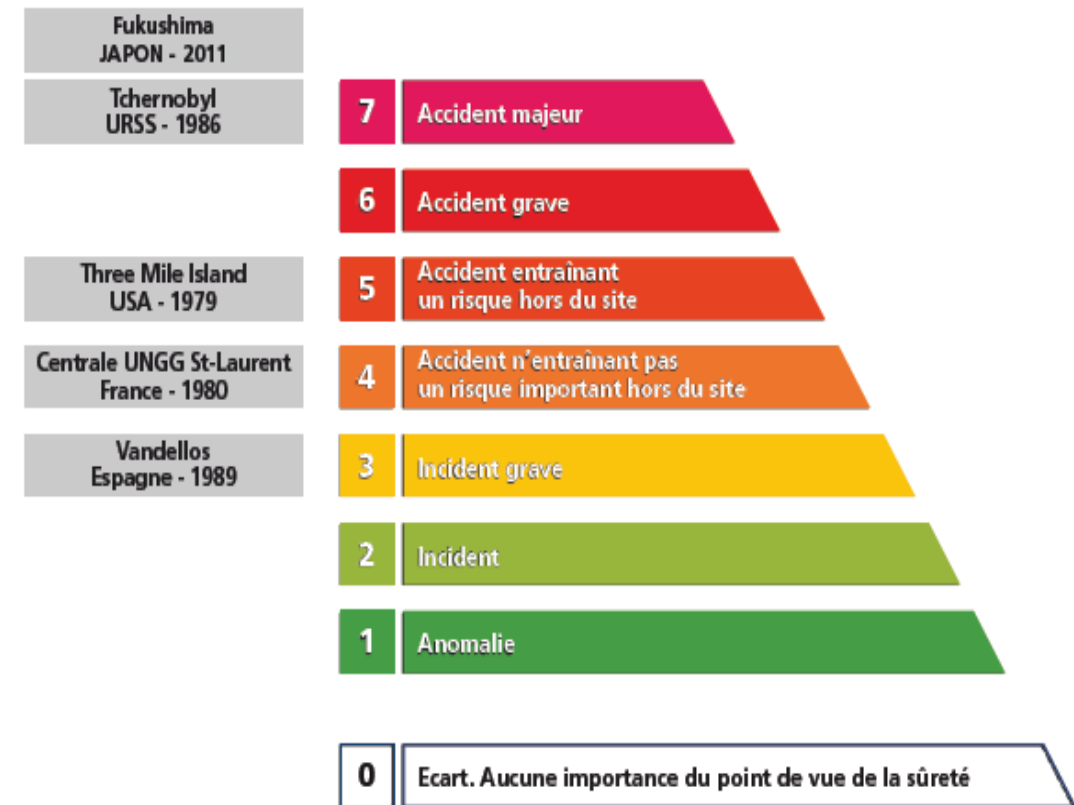 Fukushima
JAPON - 2011
Tchernobyl
URSS - 1986
7
Accident majeur
6
Accident grave
Three Mile Island
USA - 1979
5
Accident entraînant
un risque hors du site
Centrale UNGG St-Laurent
France - 1980
4
Accident n'entraînant pas
un risque important hors du site
Vandellos
Espagne - 1989
3
Incident grave
2
Incident
1
Anomalie
0
Ecart. Aucune importance du point de vue de la sûreté